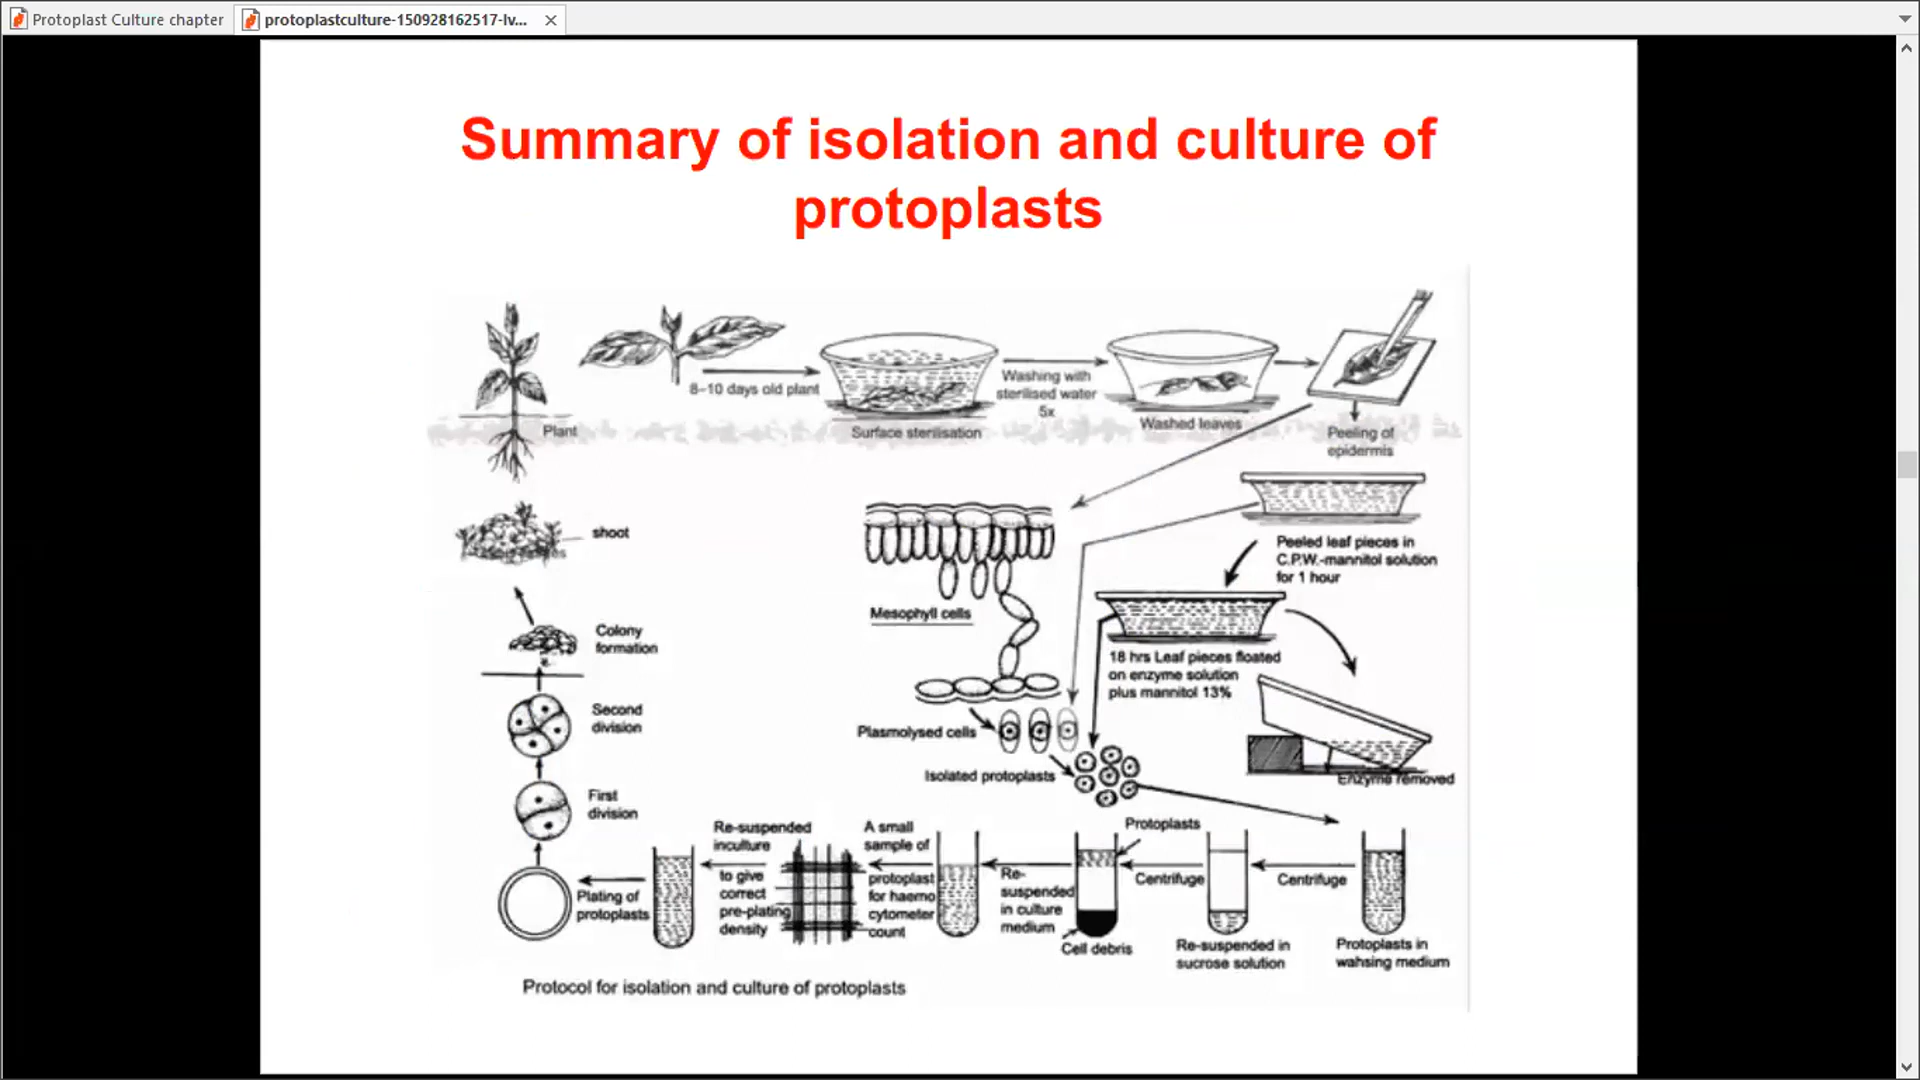 Protoplast Culture chapter
protoplastculture-150928162517-lv...
Summary of isolation and culture of
protoplasts
8–10 days old plant
Washing with
sterilised water
5x
Plant
Surface sterilisation
Washed leaves
Peeling of
epidermis
shoot
Peeled leaf pieces in
C.P.W.-mannitol solution
for 1 hour
Mesophyll cells
Colony
formation
18 hrs Leaf pieces floated
on enzyme solution
plus mannitol 13%
Second
division
Plasmolysed cells
Isolated protoplasts
Enzyme removed
First
division
Re-suspended
inculture
to give
correct
pre-plating
density
A small
sample of
protoplast
for haemo
cytometer
count
Protoplasts
Re-
suspended
in culture
medium
Centrifuge
Centrifuge
Plating of
protoplasts
Cell debris
Re-suspended in
sucrose solution
Protoplasts in
wahsing medium
Protocol for isolation and culture of protoplasts